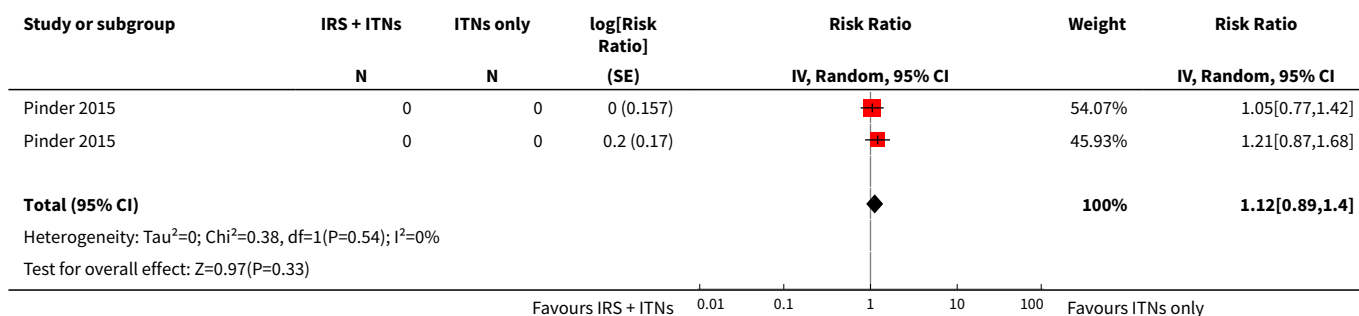 Study or subgroup IRS + ITNs ITNs only log[Risk Ratio] Risk Ratio Weight Risk Ratio
N N (SE) IV, Random, 95% CI IV, Random, 95% CI
Pinder 2015 0 0 0 (0.157) 54.07% 1.05[0.77,1.42]
Pinder 2015 0 0 0.2 (0.17) 45.93% 1.21[0.87,1.68]
Total (95% CI) 100% 1.12[0.89,1.4]
Heterogeneity: Tau²=0; Chi²=0.38, df=1(P=0.54); I²=0%
Test for overall effect: Z=0.97(P=0.33)
Favours IRS + ITNs 0.01 0.1 1 10 100 Favours ITNs only